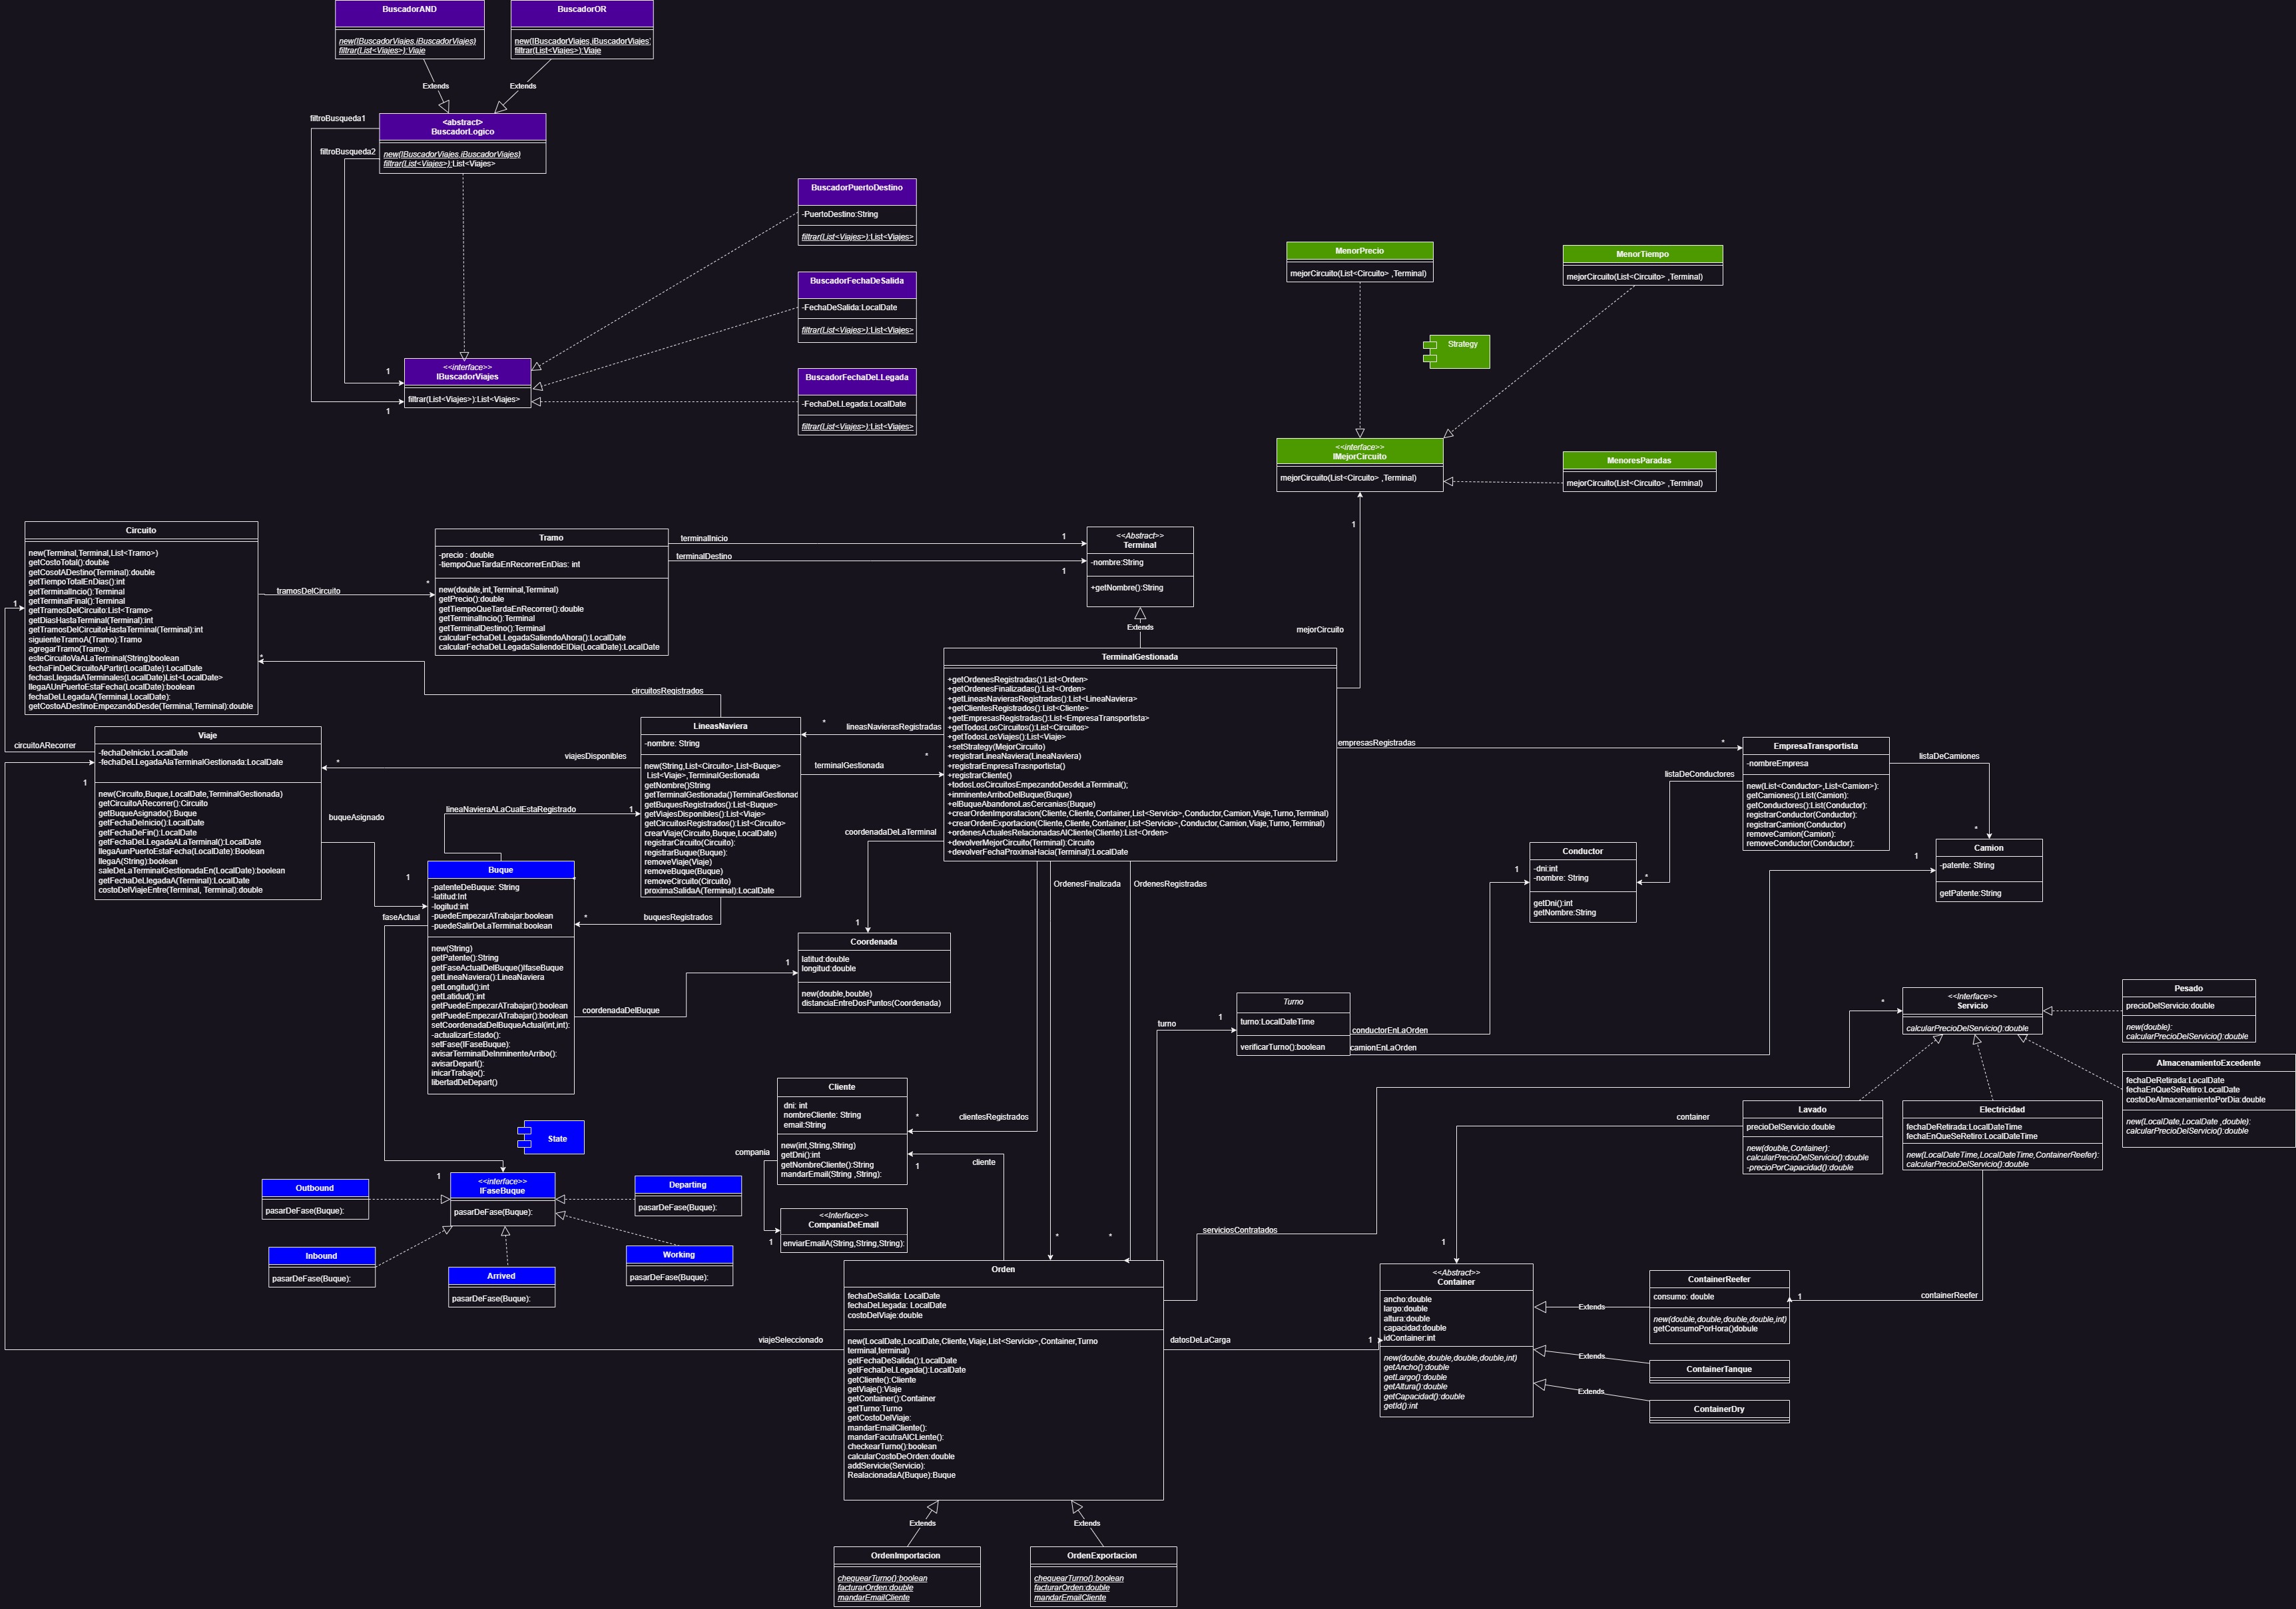 BuscadorAND
new(IBuscadorViajes,iBuscadorViajes)
filtrar(List<Viajes>):Viaje
BuscadorOR
new(IBuscadorViajes,iBuscadorViajes'
filtrar(List<Viajes>):Viaje
Extends
Extends
filtroBusqueda1
filtroBusqueda2
<abstract>
BuscadorLogico
new(IBuscadorViajes,iBuscadorViajes)
filtrar(List<Viajes>):List<Viajes>
BuscadorPuertoDestino
-PuertoDestino:String
filtrar(List<Viajes>):List<Viajes>
BuscadorFechaDeSalida
-FechaDeSalida:LocalDate
filtrar(List<Viajes>):List<Viajes>
BuscadorFechaDeLLegada
-FechaDeLLegada:LocalDate
filtrar(List<Viajes>):List<Viajes>
1
1
<<interface>>
IBuscadorViajes
filtrar(List<Viajes>):List<Viajes>
MenorPrecio
mejorCircuito(List<Circuito> ,Terminal)
MenorTiempo
mejorCircuito(List<Circuito> ,Terminal)
Strategy
<<interface>>
IMejorCircuito
mejorCircuito(List<Circuito> ,Terminal)
MenoresParadas
mejorCircuito(List<Circuito> ,Terminal)
1
mejorCircuito
Circuito
new(Terminal,Terminal,List<Tramo>)
getCostoTotal():double
getCosotADestino(Terminal):double
getTiempoTotalEnDias():int
getTerminalIncio():Terminal
getTerminalFinal():Terminal
getTramosDelCircuito:List<Tramo>
getDiasHastaTerminal(Terminal):int
getTramosDelCircuitoHastaTerminal(Terminal):int
siguienteTramoA(Tramo):Tramo
agregarTramo(Tramo):
esteCircuitoVaALaTerminal(String)boolean
fechaFinDelCircuitoAPartir(LocalDate):LocalDate
fechasLlegadaATerminales(LocalDate)List<LocalDate>
llegaAUnPuertoEstaFecha(LocalDate):boolean
fechaDeLLegadaA(Terminal,LocalDate):
getCostoADestinoEmpezandoDesde(Terminal,Terminal):double
1
*
tramosDelCircuito
*
Tramo
-precio : double
-tiempoQueTardaEnRecorrerEnDias: int
new(double,int,Terminal,Terminal)
getPrecio():double
getTiempoQueTardaEnRecorrer():double
getTerminalIncio():Terminal
getTerminalDestino():Terminal
calcularFechaDeLLegadaSaliendoAhora():LocalDate
calcularFechaDeLLegadaSaliendoElDia(LocalDate):LocalDate
terminalInicio
1
terminalDestino
1
<<Abstract>>
Terminal
-nombre:String
+getNombre():String
Extends
circuitosRegistrados
TerminalGestionada
+getOrdenesRegistradas():List<Orden>
+getOrdenesFinalizadas():List<Orden>
+getLineasNavierasRegistradas():List<LineaNaviera>
+getClientesRegistrados():List<Cliente>
+getEmpresasRegistradas():List<EmpresaTransportista>
+getTodosLosCircuitos():List<Circuitos>
+getTodosLosViajes():List<Viaje>
+setStrategy(MejorCircuito)
+registrarLineaNaviera(LineaNaviera)
+registrarEmpresaTrasnportista()
+registrarCliente()
+todosLosCircuitosEmpezandoDesdeLaTerminal();
+inminenteArriboDelBuque(Buque)
+elBuqueAbandonoLasCercanias(Buque)
+crearOrdenImporatacion(Cliente,Cliente,Container,List<Servicio>,Conductor,Camion,Viaje,Turno,Terminal)
+crearOrdenExportacion(Cliente,Cliente,Container,List<Servicio>,Conductor,Camion,Viaje,Turno,Terminal)
+ordenesActualesRelacionadasAlCliente(Cliente):List<Orden>
+devolverMejorCircuito(Terminal):Circuito
+devolverFechaProximaHacia(Terminal):LocalDate
LineasNaviera
-nombre: String
new(String,List<Circuito>,List<Buque>
List<Viaje>,TerminalGestionada
getNombre()String
getTerminalGestionada()TerminalGestionad
getBuquesRegistrados():List<Buque>
getViajesDisponibles():List<Viaje>
getCircuitosRegistrados():List<Circuito>
crearViaje(Circuito,Buque,LocalDate)
registrarCircuito(Circuito):
registrarBuque(Buque):
removeViaje(Viaje)
removeBuque(Buque)
removeCircuito(Circuito)
proximaSalidaA(Terminal):LocalDate
*
lineasNavierasRegistradas
*
terminalGestionada
viajesDisponibles
*
lineaNavieraALaCualEstaRegistrado
1
buquesRegistrados
*
circuitoARecorrer
Viaje
-fechaDeInicio:LocalDate
-fechaDeLLegadaAlaTerminalGestionada:LocalDate
new(Circuito,Buque,LocalDate,TerminalGestionada)
getCircuitoARecorrer():Circuito
getBuqueAsignado():Buque
getFechaDeInicio():LocalDate
getFechaDeFin():LocalDate
getFechaDeLLegadaALaTerminal():LocalDate
llegaAunPuertoEstaFecha(LocalDate):Boolean
llegaA(String):boolean
saleDeLaTerminalGestionadaEn(LocalDate):boolean
getFechaDeLlegadaA(Terminal):LocalDate
costoDelViajeEntre(Terminal, Terminal):double
1
buqueAsignado
1
faseActual
Buque
-patenteDeBuque: String
-latitud:Int
-logitud:int
-puedeEmpezarATrabajar:boolean
-puedeSalirDeLaTerminal:boolean
new(String)
getPatente():String
getFaseActualDelBuque()IfaseBuque
getLineaNaviera():LineaNaviera
getLongitud():int
getLatidud():int
getPuedeEmpezarATrabajar():boolean
getPuedeEmpezarATrabajar():boolean
setCoordenadaDelBuqueActual(int,int):
-actualizarEstado():
setFase(IFaseBuque):
avisarTerminalDeInminenteArribo():
avisarDepart():
inicarTrabajo():
libertadDeDepart()
coordenadaDeLaTerminal
1
Coordenada
latitud:double
longitud:double
new(double,bouble)
distanciaEntreDosPuntos(Coordenada)
1
coordenadaDelBuque
OrdenesFinalizada
OrdenesRegistradas
empresasRegistradas
*
EmpresaTransportista
-nombreEmpresa
new(List<Conductor>,List<Camion>):
getCamiones():List(Camion):
getConductores():List(Conductor):
registrarConductor(Conductor):
registrarCamion(Conductor)
removeCamion(Camion):
removeConductor(Conductor):
listaDeCamiones
*
listaDeConductores
*
Conductor
-dni:int
-nombre: String
getDni():int
getNombre:String
1
Camion
-patente: String
getPatente:String
1
Turno
turno:LocalDateTime
verificarTurno():boolean
turno
1
conductorEnLaOrden
camionEnLaOrden
<<Interface>>
Servicio
calcularPrecioDelServicio():double
*
Pesado
precioDelServicio:double
new(double):
calcularPrecioDelServicio():double
AlmacenamientoExcedente
fechaDeRetirada:LocalDate
fechaEnQueSeRetiro:LocalDate
costoDeAlmacenamientoPorDia:double
new(LocalDate,LocalDate ,double):
calcularPrecioDelServicio():double
Lavado
precioDelServicio:double
new(double,Container):
calcularPrecioDelServicio():double
-precioPorCapacidad():double
Electricidad
fechaDeRetirada:LocalDateTime
fechaEnQueSeRetiro:LocalDateTime
new(LocalDateTime,LocalDateTime,ContainerReefer):
calcularPrecioDelServicio():double
container
1
State
Cliente
dni: int
nombreCliente: String
email:String
new(int,String,String)
getDni():int
getNombreCliente():String
mandarEmail(String ,String):
*
clientesRegistrados
1
cliente
compania
1
<<Interface>>
CompaniaDeEmail
enviarEmailA(String,String,String):
1
<<interface>>
IFaseBuque
pasarDeFase(Buque):
Outbound
pasarDeFase(Buque):
Departing
pasarDeFase(Buque):
Inbound
pasarDeFase(Buque):
Arrived
pasarDeFase(Buque):
Working
pasarDeFase(Buque):
*
*
serviciosContratados
Orden
fechaDeSalida: LocalDate
fechaDeLlegada: LocalDate
costoDelViaje:double
new(LocalDate,LocalDate,Cliente,Viaje,List<Servicio>,Container,Turno
terminal,terminal)
getFechaDeSalida():LocalDate
getFechaDeLLegada():LocalDate
getCliente():Cliente
getViaje():Viaje
getContainer():Container
getTurno:Turno
getCostoDelViaje:
mandarEmailCliente():
mandarFacutraAlCLiente():
checkearTurno():boolean
calcularCostoDeOrden:double
addServicie(Servicio):
RealacionadaA(Buque):Buque
viajeSeleccionado
datosDeLaCarga
1
<<Abstract>>
Container
ancho:double
largo:double
altura:double
capacidad:double
idContainer:int
new(double,double,double,double,int)
getAncho():double
getLargo():double
getAltura():double
getCapacidad():double
getId():int
Extends
Extends
Extends
ContainerReefer
consumo: double
new(double,double,double,double,int)
getConsumoPorHora()dobule
1
containerReefer
ContainerTanque
ContainerDry
Extends
Extends
OrdenImportacion
chequearTurno():boolean
facturarOrden:double
mandarEmailCliente
OrdenExportacion
chequearTurno():boolean
facturarOrden:double
mandarEmailCliente